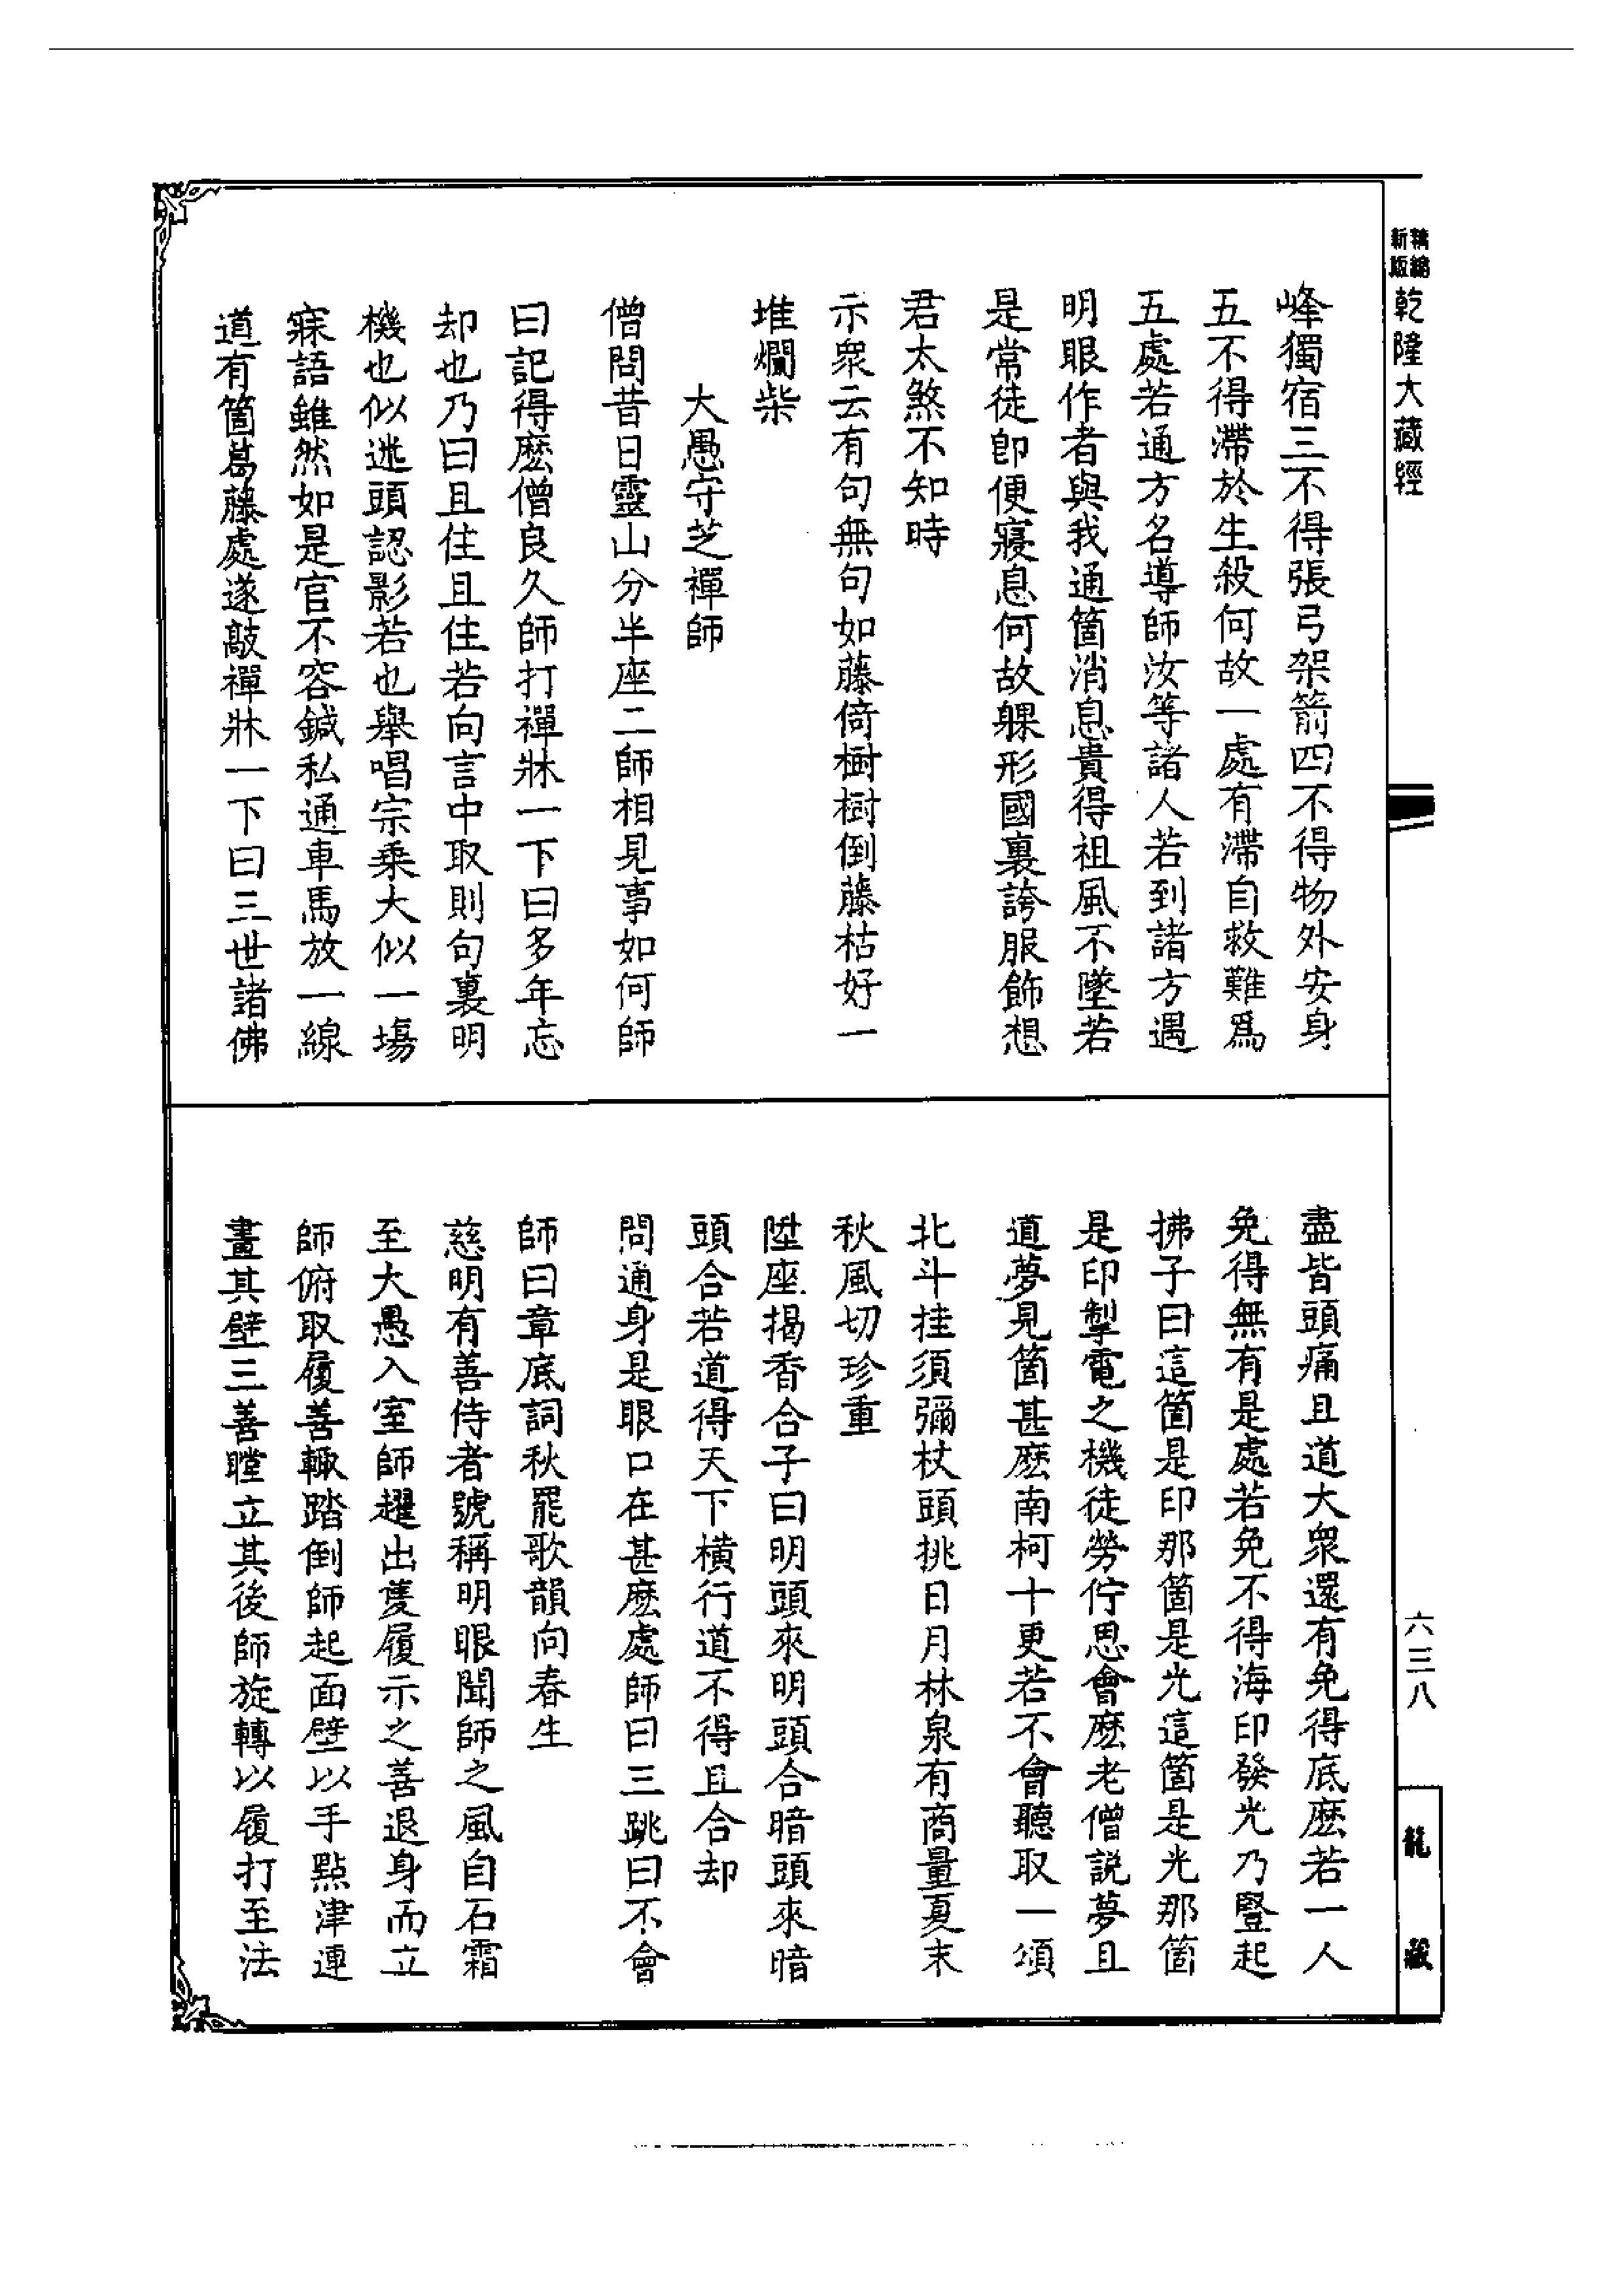 精縮
新版
乾隆大藏經
峰獨宿三不得張弓架箭四不得物外安身
五不得滯於生殺何故一處有滯自救難爲
五處若通方名導師汝等諸人若到諸方遇
明眼作者與我通箇消息貴得祖風不墜若
是常徒即便寢息何故躶形國裏誇服飾想
君太煞不知時
示衆云有句無句如藤倚樹樹倒藤枯好一
堆爛柴
大愚守芝禪師
僧問昔日靈山分半座二師相見事如何師
曰記得麽僧良久師打禪牀一下曰多年忘
却也乃曰且住且住若向言中取則句裏明
機也似迷頭認影若也舉唱宗乘大似一場
寐語雖然如是官不容鍼私通車馬放一線
道有箇葛藤處遂敲禪牀一下曰三世諸佛
盡皆頭痛且道大衆還有免得底麽若一人
免得無有是處若免不得海印發光乃豎起
拂子曰這箇是印那箇是光這箇是光那箇
是印掣電之機徒勞佇思會麽老僧説夢且
道夢見箇甚麽南柯十更若不會聽取一頌
北斗挂須彌杖頭挑日月林泉有商量夏末
秋風切珍重
陞座揭香合子曰明頭來明頭合暗頭來暗
頭合若道得天下橫行道不得且合却
問通身是眼口在甚麽處師曰三跳曰不會
師曰章底詞秋罷歌韻向春生
慈明有善侍者號稱明眼聞師之風自石霜
至大愚入室師趯出隻履示之善退身而立
師俯取履善輙踏倒師起面壁以手點津連
畫其壁三善瞠立其後師旋轉以履打至法
六三八
龍藏